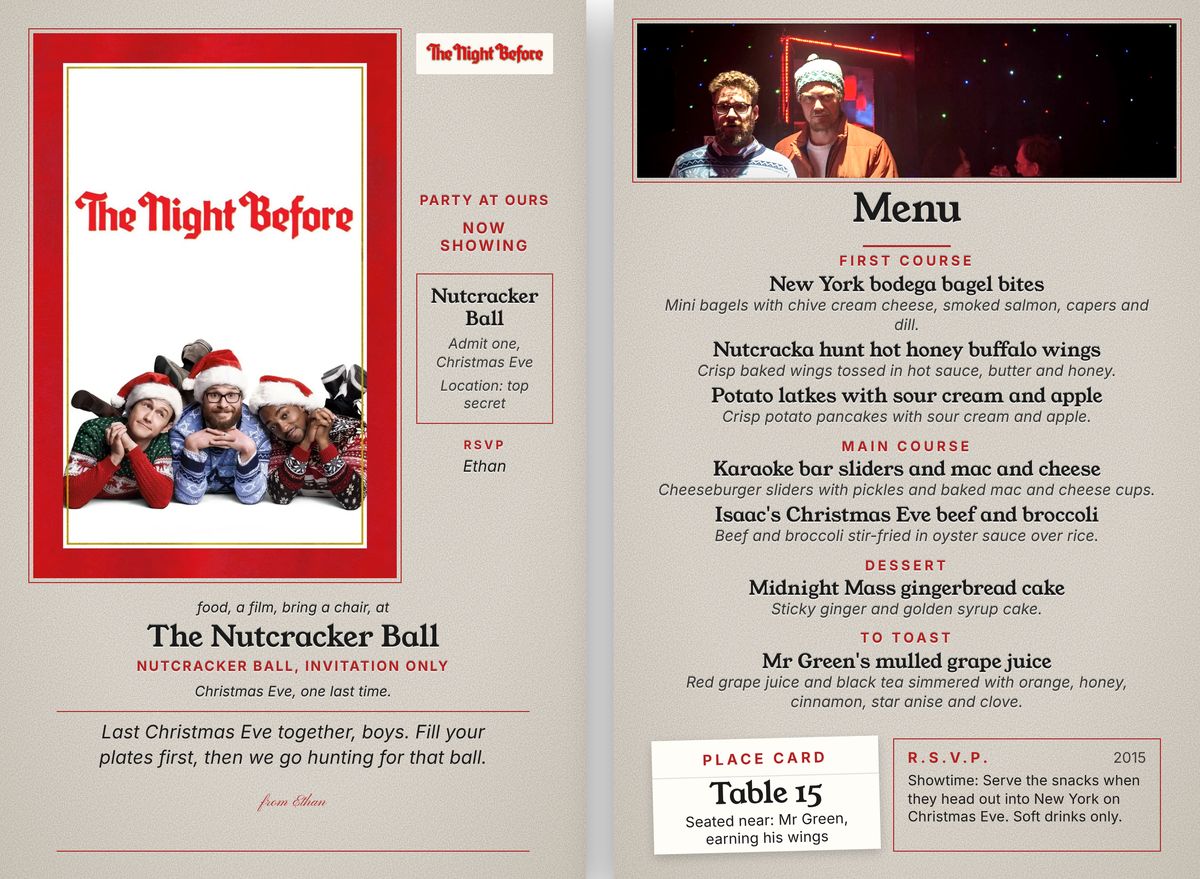 The Night Before
The Night Before
PARTY AT OURS
NOW
SHOWING
Nutcracker
Ball
Admit one,
Christmas Eve
Location: top
secret
RSVP
Ethan
food, a film, bring a chair, at
The Nutcracker Ball
NUTCRACKER BALL, INVITATION ONLY
Christmas Eve, one last time.
Last Christmas Eve together, boys. Fill your
plates first, then we go hunting for that ball.
from Ethan
Menu
FIRST COURSE
New York bodega bagel bites
Mini bagels with chive cream cheese, smoked salmon, capers and
dill.
Nutcracka hunt hot honey buffalo wings
Crisp baked wings tossed in hot sauce, butter and honey.
Potato latkes with sour cream and apple
Crisp potato pancakes with sour cream and apple.
MAIN COURSE
Karaoke bar sliders and mac and cheese
Cheeseburger sliders with pickles and baked mac and cheese cups.
Isaac's Christmas Eve beef and broccoli
Beef and broccoli stir-fried in oyster sauce over rice.
DESSERT
Midnight Mass gingerbread cake
Sticky ginger and golden syrup cake.
TO TOAST
Mr Green's mulled grape juice
Red grape juice and black tea simmered with orange, honey,
cinnamon, star anise and clove.
PLACE CARD
Table 15
Seated near: Mr Green,
earning his wings
R.S.V.P. 2015
Showtime: Serve the snacks when
they head out into New York on
Christmas Eve. Soft drinks only.